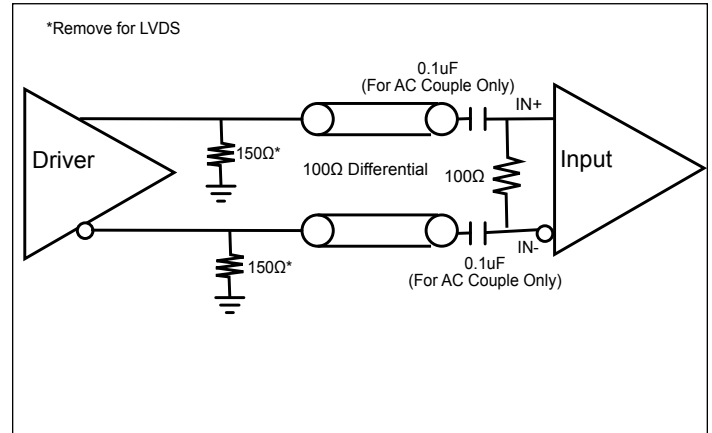 *Remove for LVDS
0.1uF
(For AC Couple Only)
IN+
Driver
150Ω*
100Ω Differential
100Ω
Input
IN-
150Ω*
0.1uF
(For AC Couple Only)